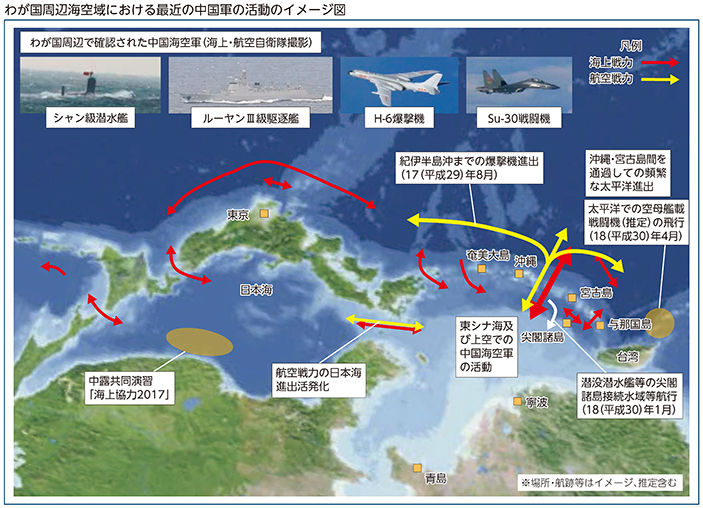 わが国周辺海空域における最近の中国軍の活動のイメージ図
わが国周辺で確認された中国海空軍（海上・航空自衛隊撮影）
シャン級潜水艦
ルーヤンⅢ級駆逐艦
H-6爆撃機
Su-30戦闘機
凡例
海上戦力
航空戦力
紀伊半島沖までの爆撃機進出
（17（平成29）年8月）
沖縄・宮古島間を
通過しての頻繁
な太平洋進出
太平洋での空母艦載
戦闘機（推定）の飛行
（18（平成30）年4月）
東京
日本海
奄美大島
沖縄
宮古島
与那国島
尖閣諸島
台湾
東シナ海及
び上空での
中国海空軍
の活動
中露共同演習
「海上協力2017」
航空戦力の日本海
進出活発化
潜没潜水艦等の尖閣
諸島接続水域等航行
（18（平成30）年1月）
寧波
青島
※場所・航跡等はイメージ、推定含む